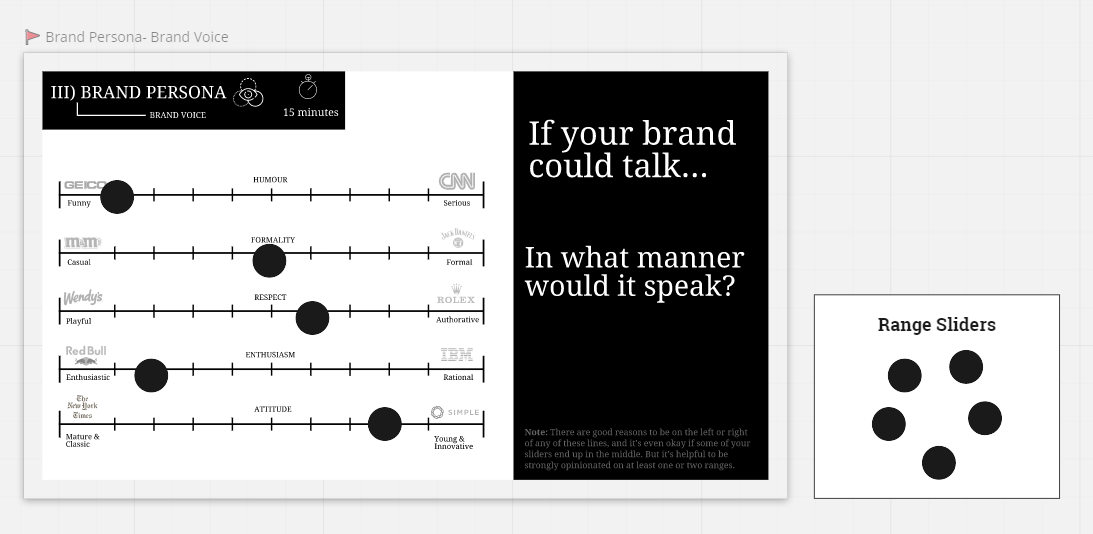 Brand Persona- Brand Voice
III) BRAND PERSONA
BRAND VOICE
15 minutes
HUMOUR
GEICO
CNN
Funny
Serious
FORMALITY
m&m's
JACK DANIEL'S
Casual
Formal
RESPECT
Wendy's
ROLEX
Playful
Authorative
ENTHUSIASM
Red Bull
IBM
Enthusiastic
Rational
ATTITUDE
The
New York
Times
SIMPLE
Mature &
Classic
Young &
Innovative
If your brand
could talk...
In what manner
would it speak?
Note: There are good reasons to be on the left or right
of any of these lines, and it's even okay if some of your
sliders end up in the middle. But it's helpful to be
strongly opinionated on at least one or two ranges.
Range Sliders